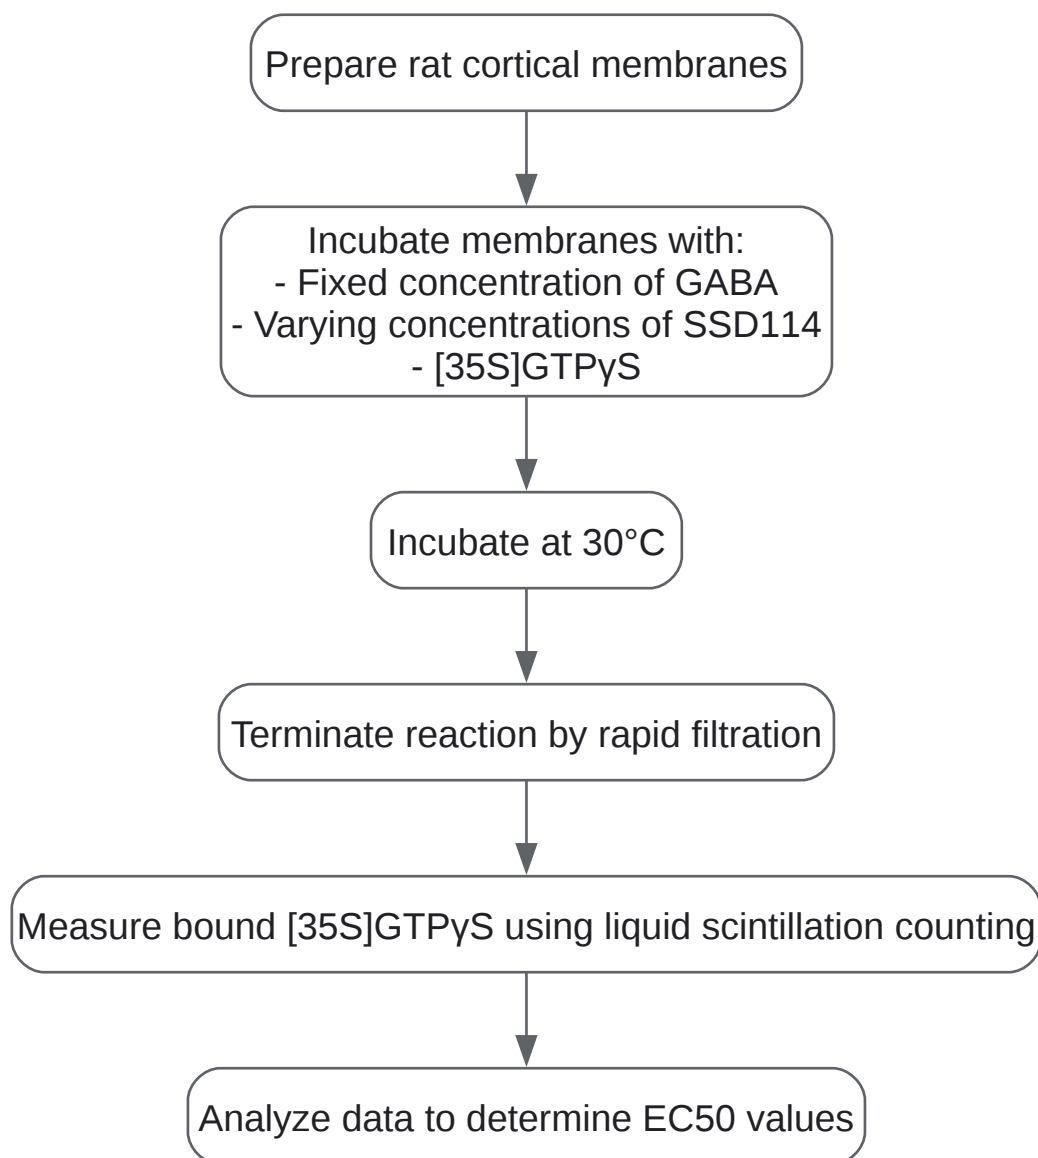 Prepare rat cortical membranes
Incubate membranes with:
- Fixed concentration of GABA
- Varying concentrations of SSD114
- [35S]GTPγS
Incubate at 30°C
Terminate reaction by rapid filtration
Measure bound [35S]GTPγS using liquid scintillation counting
Analyze data to determine EC50 values